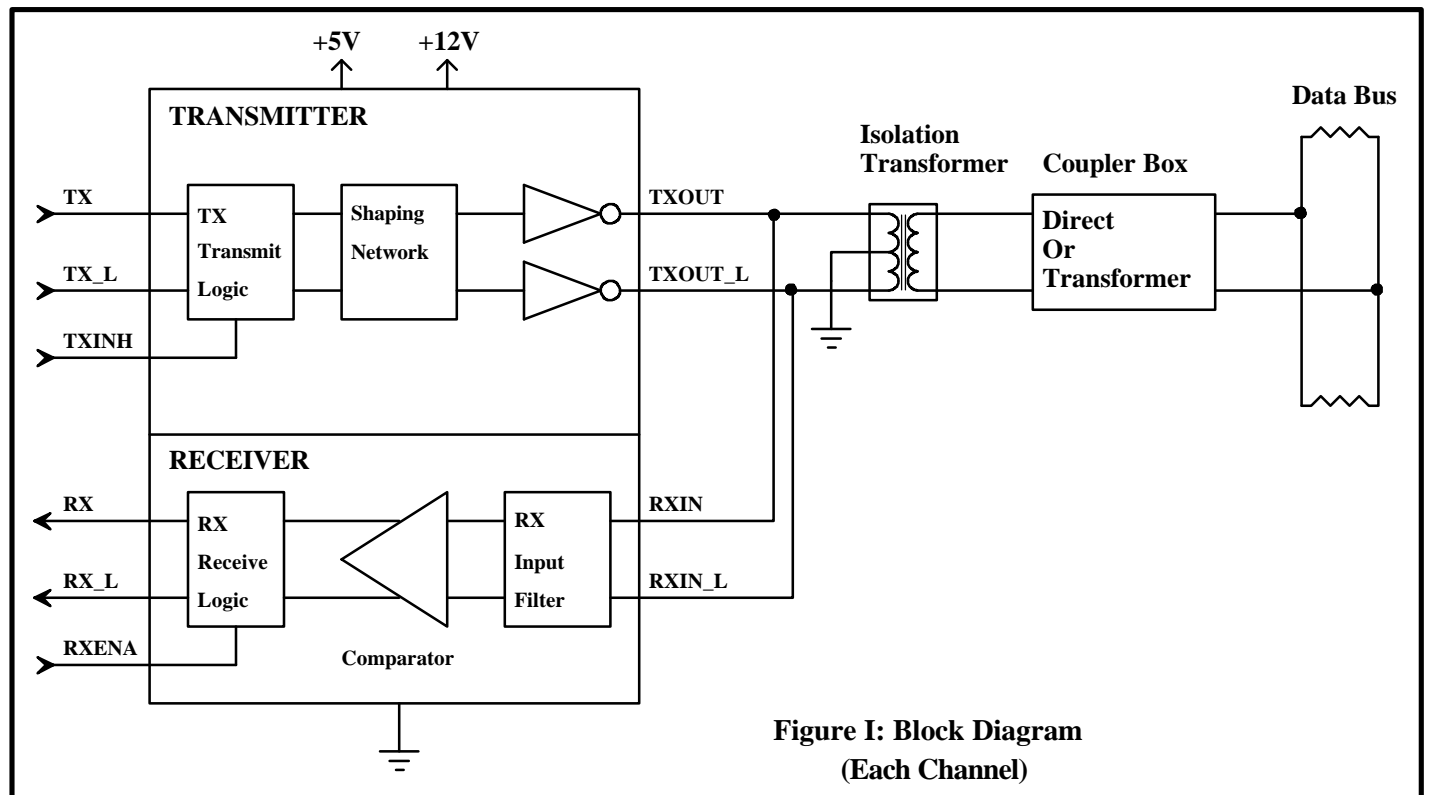 +5V +12V
TRANSMITTER
Data Bus
Isolation
Transformer
Coupler Box
TX
TX_L
TXINH
TX
Transmit
Logic
Shaping
Network
TXOUT
TXOUT_L
Direct
Or
Transformer
RECEIVER
RX
RX_L
RXENA
RX
Receive
Logic
Comparator
RX
Input
Filter
RXIN
RXIN_L
Figure I: Block Diagram
(Each Channel)